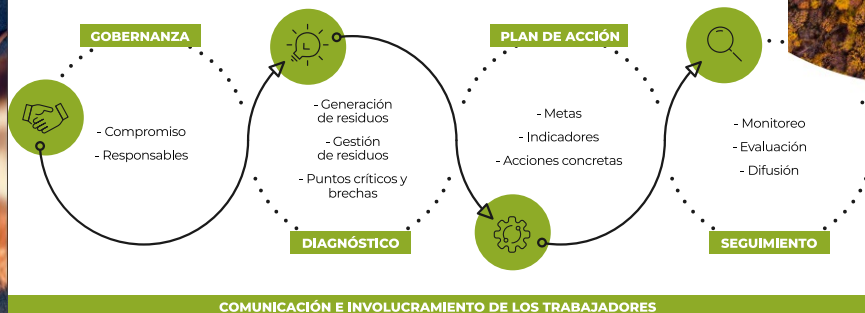 GOBERNANZA
- Compromiso
- Responsables
- Generación
de residuos
- Gestión
de residuos
- Puntos críticos y
brechas
DIAGNÓSTICO
PLAN DE ACCIÓN
- Metas
- Indicadores
- Acciones concretas
- Monitoreo
- Evaluación
- Difusión
SEGUIMIENTO
COMUNICACIÓN E INVOLUCRAMIENTO DE LOS TRABAJADORES